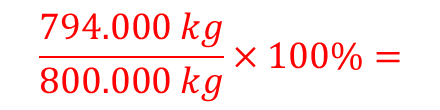 794.000 kg
800.000 kg × 100% =